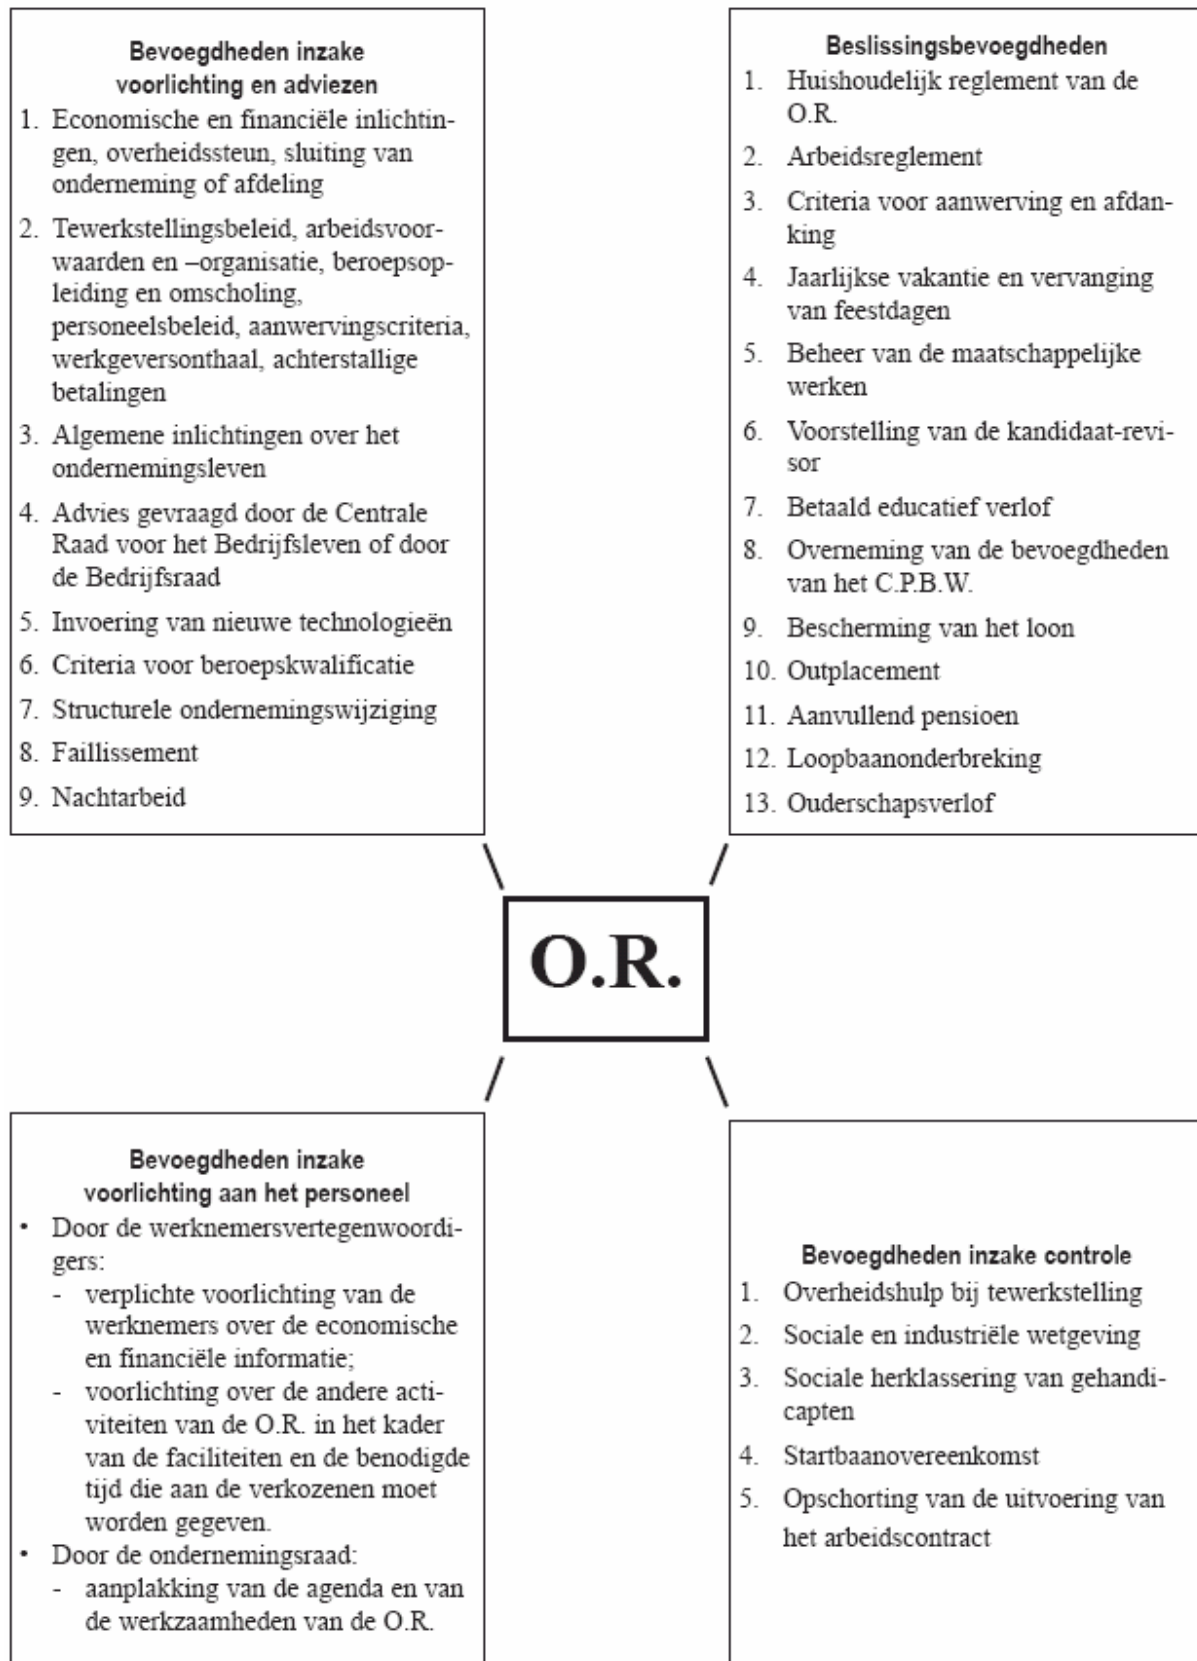 Bevoegdheden inzake
voorlichting en adviezen
1. Economische en financiële inlichtin-
gen, overheidssteun, sluiting van
onderneming of afdeling
2. Tewerkstellingsbeleid, arbeidsvoor-
waarden en –organisatie, beroepsop-
leiding en omscholing,
personeelsbeleid, aanwervingscriteria,
werkgeversonthaal, achterstallige
betalingen
3. Algemene inlichtingen over het
ondernemingsleven
4. Advies gevraagd door de Centrale
Raad voor het Bedrijfsleven of door
de Bedrijfsraad
5. Invoering van nieuwe technologieën
6. Criteria voor beroepskwalificatie
7. Structurele ondernemingswijziging
8. Faillissement
9. Nachtarbeid
Beslissingsbevoegdheden
1. Huishoudelijk reglement van de
O.R.
2. Arbeidsreglement
3. Criteria voor aanwerving en afdan-
king
4. Jaarlijkse vakantie en vervanging
van feestdagen
5. Beheer van de maatschappelijke
werken
6. Voorstelling van de kandidaat-revi-
sor
7. Betaald educatief verlof
8. Overneming van de bevoegdheden
van het C.P.B.W.
9. Bescherming van het loon
10. Outplacement
11. Aanvullend pensioen
12. Loopbaanonderbreking
13. Ouderschapsverlof
O.R.
Bevoegdheden inzake
voorlichting aan het personeel
• Door de werknemersvertegenwoordi-
gers:
- verplichte voorlichting van de
werknemers over de economische
en financiële informatie;
- voorlichting over de andere acti-
viteiten van de O.R. in het kader
van de faciliteiten en de benodigde
tijd die aan de verkozenen moet
worden gegeven.
• Door de ondernemingsraad:
- aanplakking van de agenda en van
de werkzaamheden van de O.R.
Bevoegdheden inzake controle
1. Overheidshulp bij tewerkstelling
2. Sociale en industriële wetgeving
3. Sociale herklassering van gehandi-
capten
4. Startbaanovereenkomst
5. Opschorting van de uitvoering van
het arbeidscontract